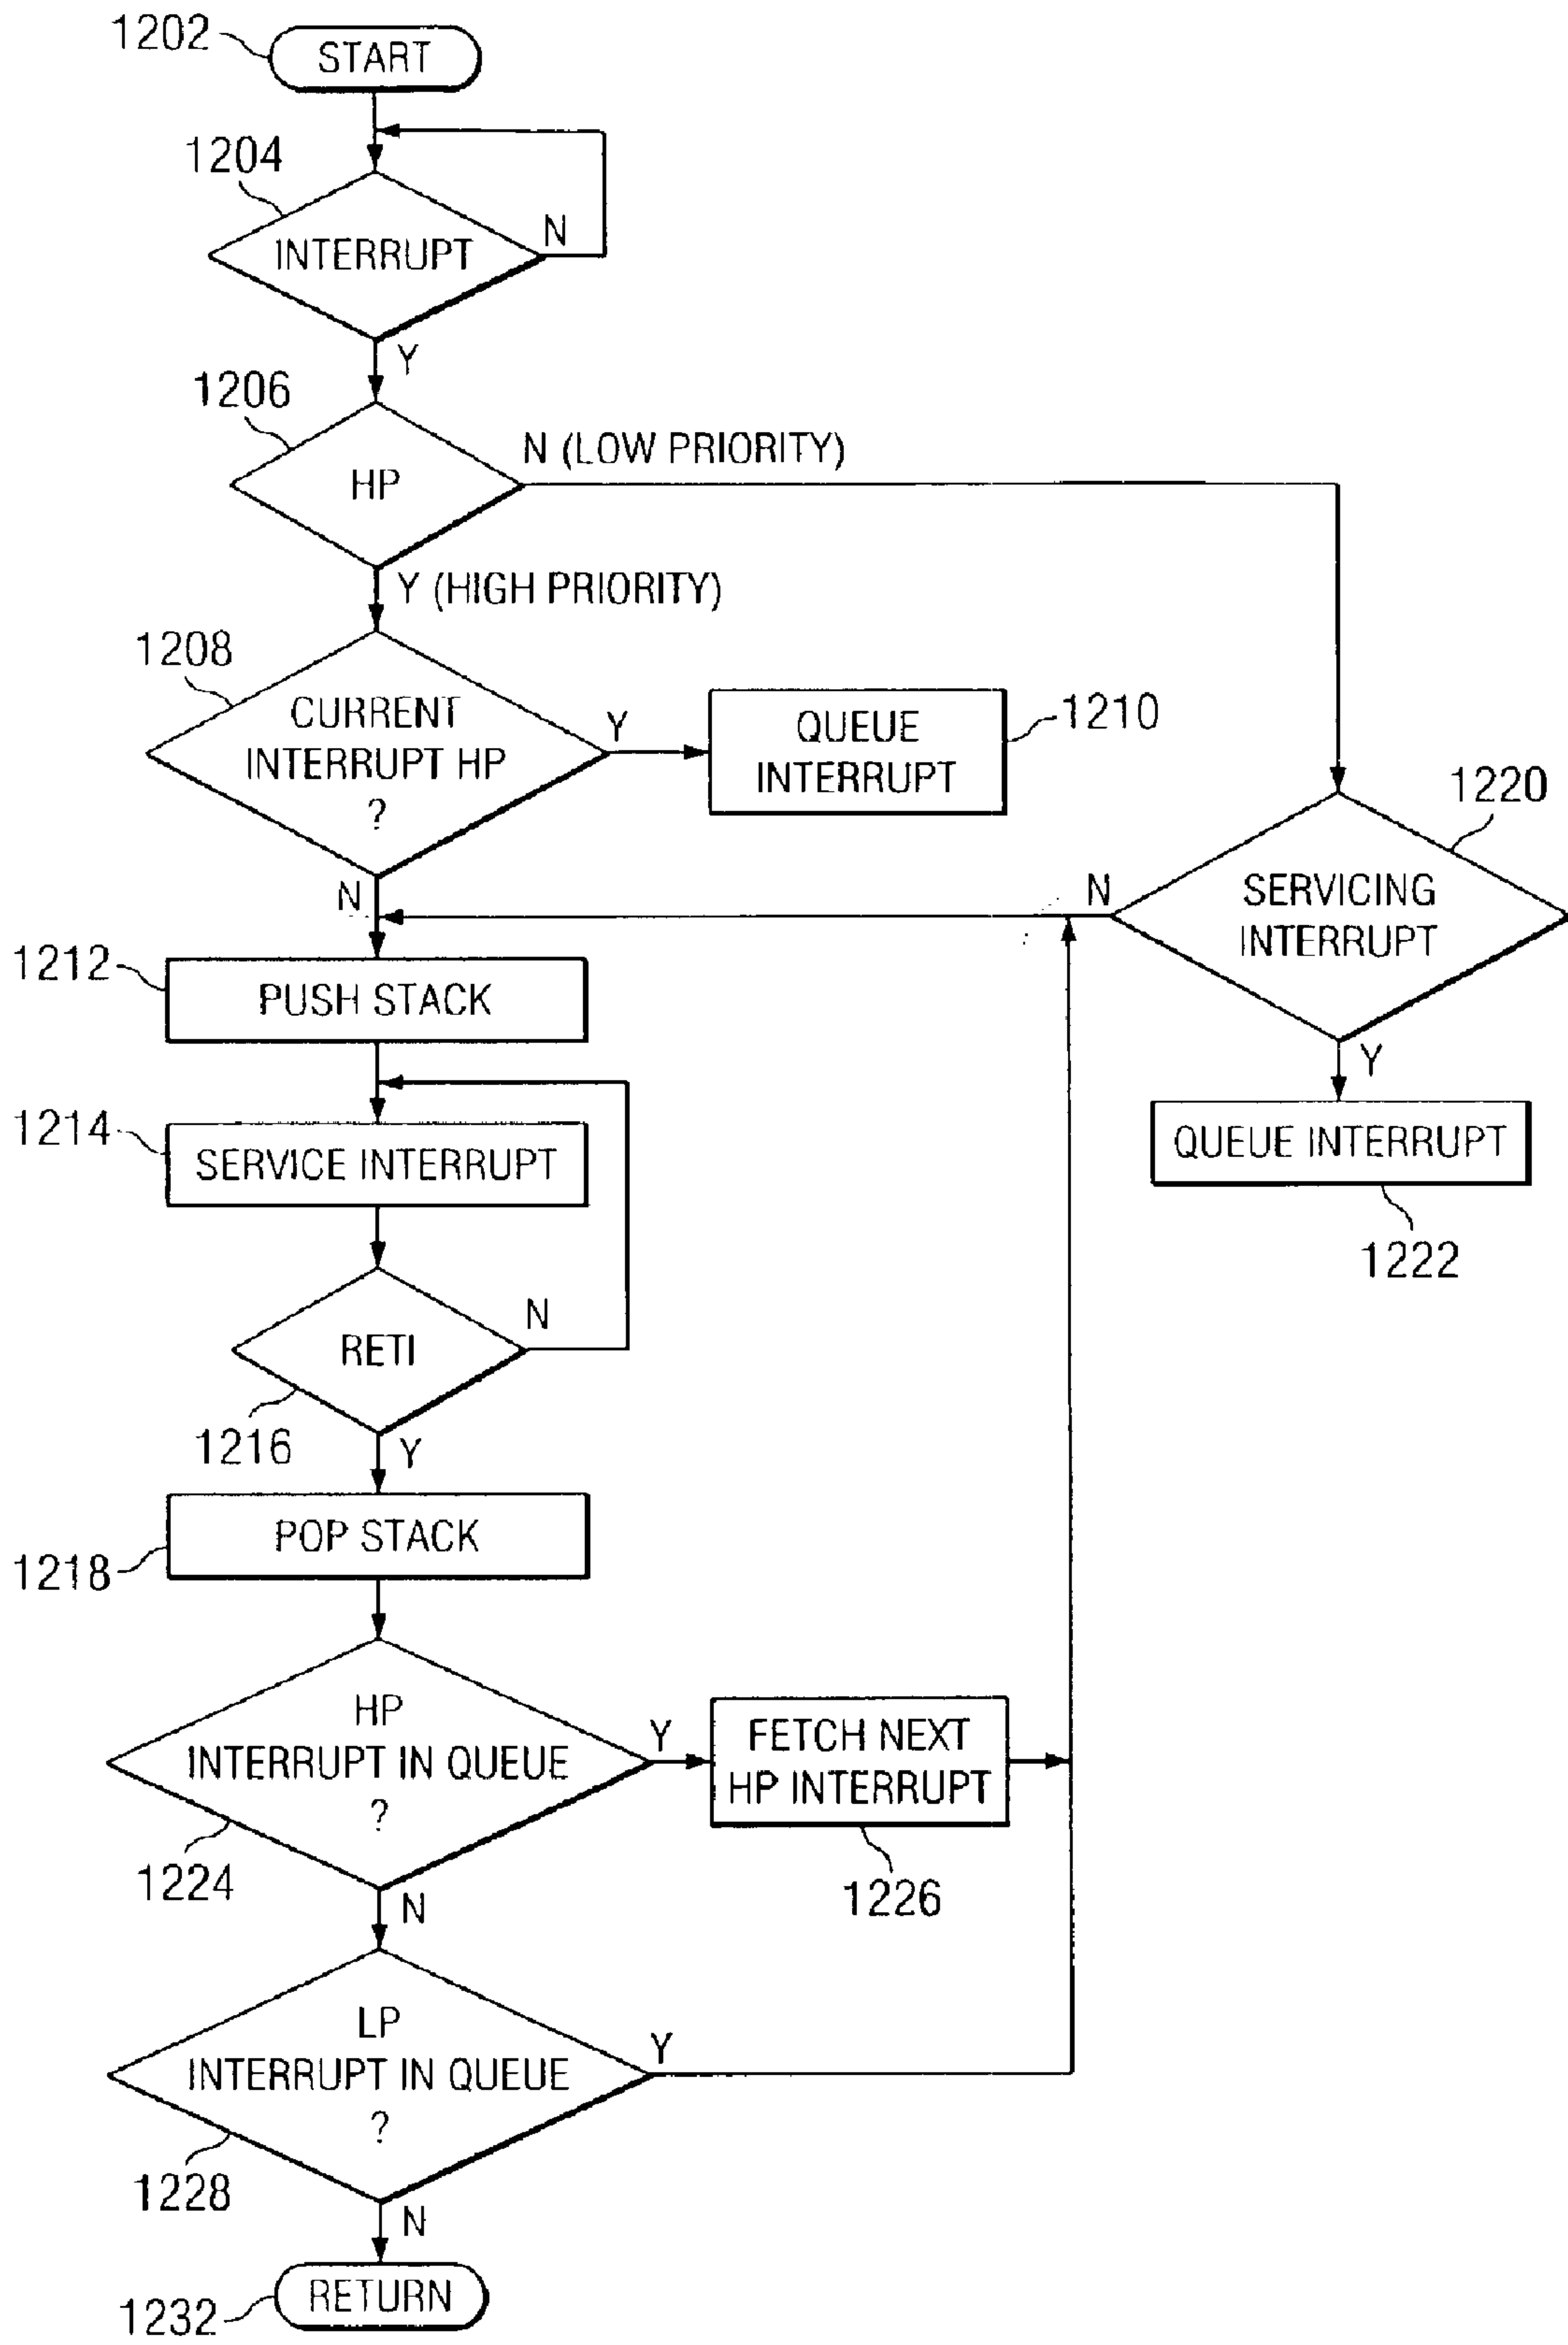 1202
START
1204
INTERRUPT
N
Y
1206
HP
N (LOW PRIORITY)
Y (HIGH PRIORITY)
1208
CURRENT
INTERRUPT HP
?
Y
QUEUE
INTERRUPT
1210
N
1220
SERVICING
INTERRUPT
N
Y
QUEUE INTERRUPT
1222
1212
PUSH STACK
1214
SERVICE INTERRUPT
RETI
N
1216
Y
POP STACK
1218
HP
INTERRUPT IN QUEUE
?
Y
FETCH NEXT
HP INTERRUPT
1226
1224
N
LP
INTERRUPT IN QUEUE
?
Y
1228
N
RETURN
1232